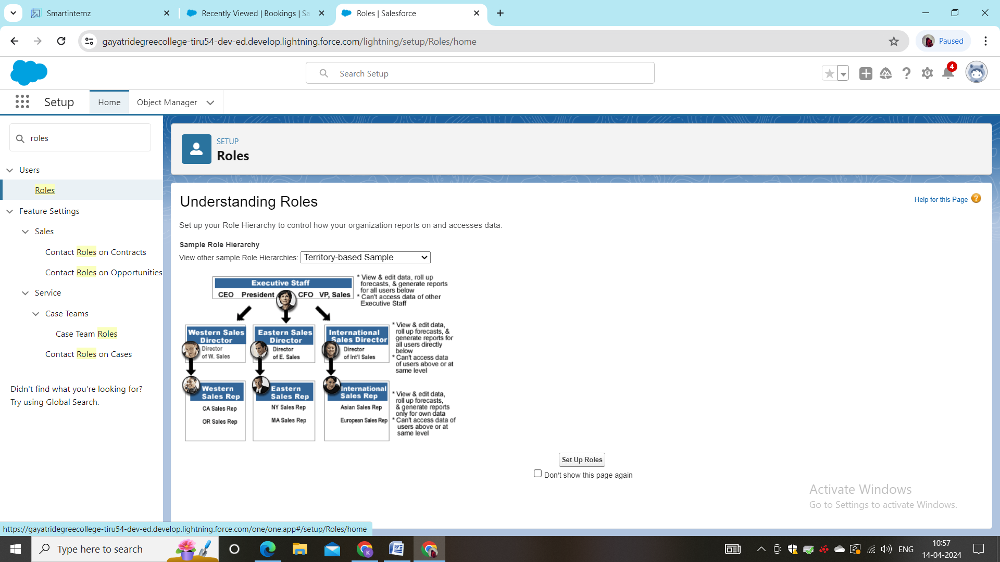 Smartinternz
Recently Viewed | Bookings | Sa
Roles | Salesforce
gayatridegreecollege-tiru54-dev-ed.develop.lightning.force.com/lightning/setup/Roles/home
Paused
Search Setup
4
Setup
Home
Object Manager
roles
Users
Roles
Feature Settings
Sales
Contact Roles on Contracts
Contact Roles on Opportunities
Service
Case Teams
Case Team Roles
Contact Roles on Cases
Didn't find what you're looking for?
Try using Global Search.
SETUP
Roles
Understanding Roles
Help for this Page ?
Set up your Role Hierarchy to control how your organization reports on and accesses data.
Sample Role Hierarchy
View other sample Role Hierarchies: Territory-based Sample
Executive Staff
CEO President CFO VP, Sales
* View & edit data, roll up
forecasts, & generate reports
for all users below
* Can't access data of other
Executive Staff
Western Sales
Director
Director
of W. Sales
Eastern Sales
Director
Director
of E. Sales
International
Sales Director
Director
of Int'l Sales
* View & edit data,
roll up forecasts, &
generate reports for
all users directly
below
* Can't access data
of users above or at
same level
Western
Sales Rep
CA Sales Rep
OR Sales Rep
Eastern
Sales Rep
NY Sales Rep
MA Sales Rep
International
Sales Rep
Asian Sales Rep
European Sales Rep
* View & edit data,
roll up forecasts,
& generate reports
only for own data
* Can't access data of
users above or at
same level
Set Up Roles
Don't show this page again
Activate Windows
Go to Settings to activate Windows.
https://gayatridegreecollege-tiru54-dev-ed.develop.lightning.force.com/one/one.app#/setup/Roles/home
Type here to search
K
W
ENG
10:57
14-04-2024